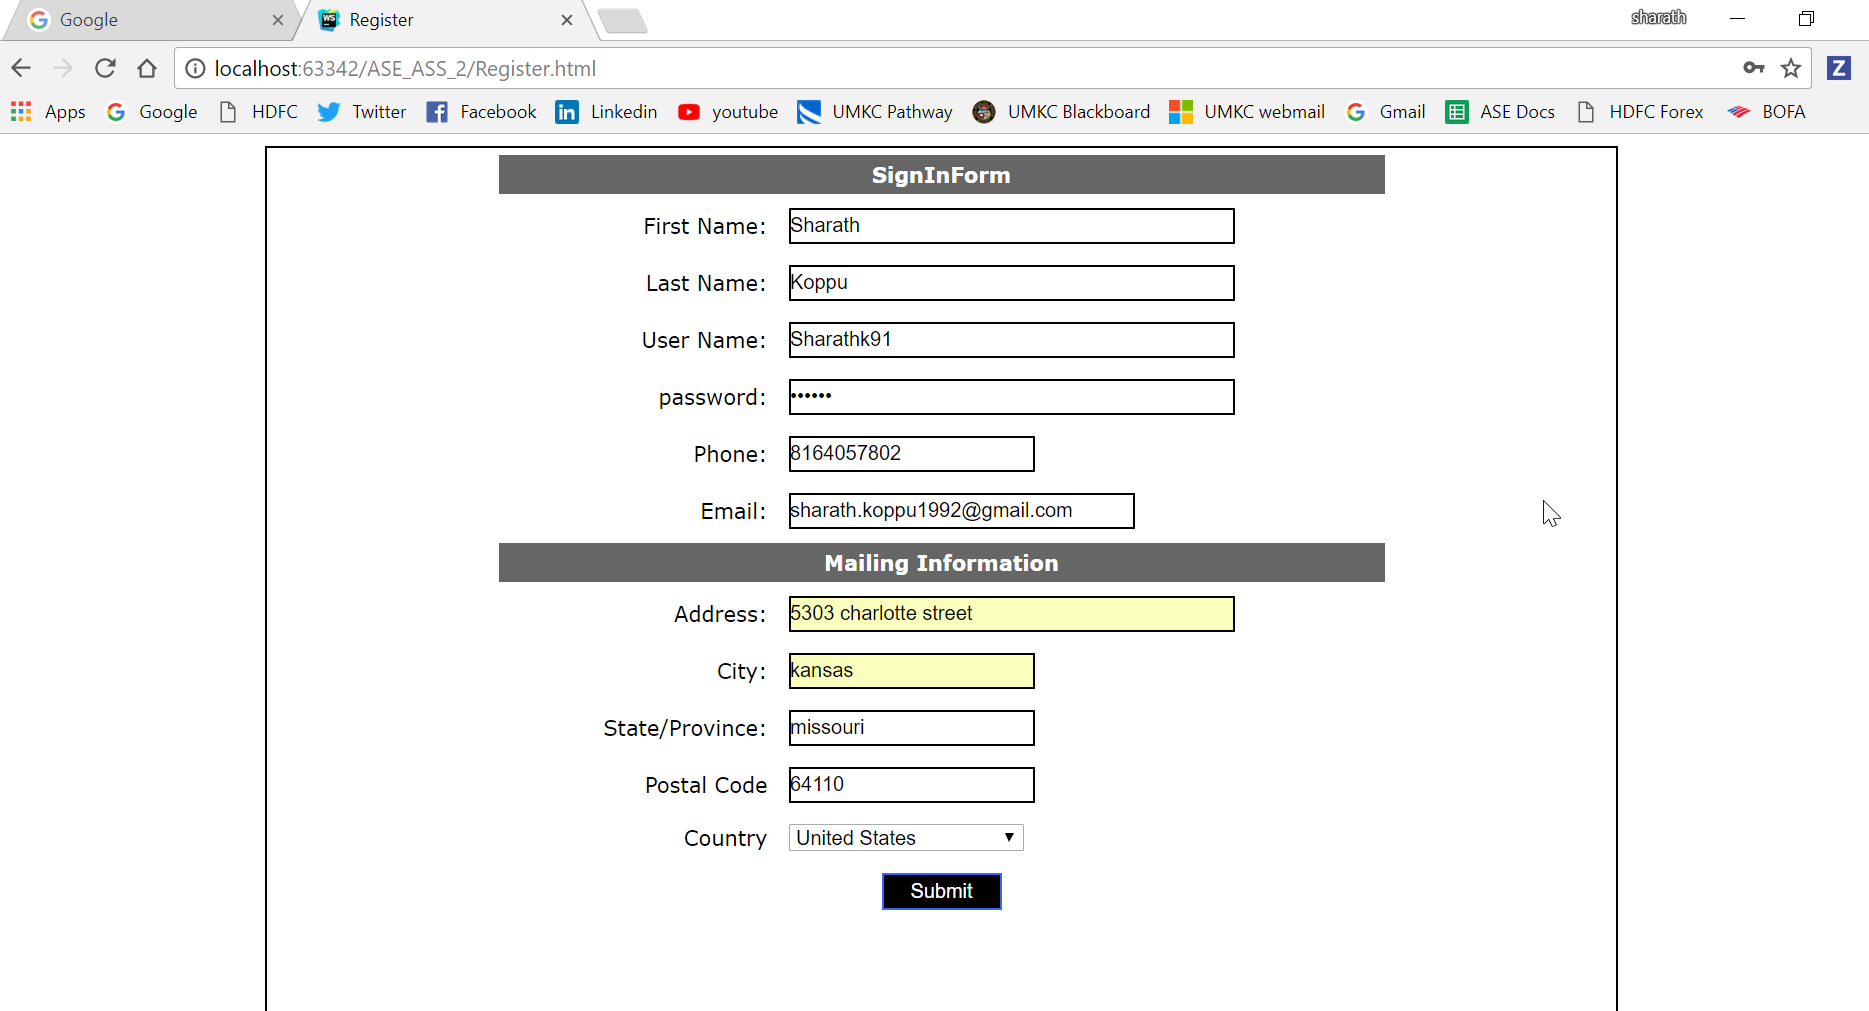 Google
Register
sharath
localhost:63342/ASE_ASS_2/Register.html
Z
Apps Google HDFC Twitter Facebook Linkedin youtube UMKC Pathway UMKC Blackboard UMKC webmail Gmail ASE Docs HDFC Forex BOFA
SignInForm
First Name: Sharath
Last Name: Koppu
User Name: Sharathk91
password: ••••••
Phone: 8164057802
Email: sharath.koppu1992@gmail.com
Mailing Information
Address: 5303 charlotte street
City: kansas
State/Province: missouri
Postal Code 64110
Country United States
Submit